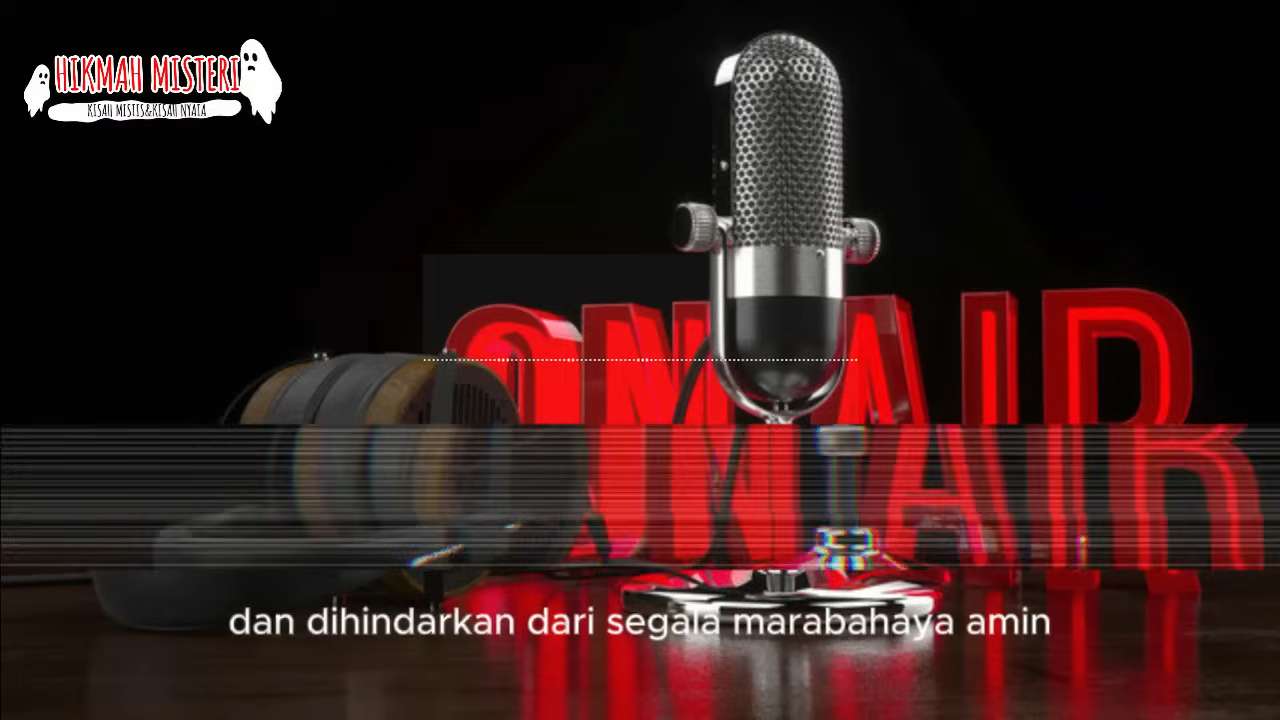 HIKMAH MISTERI
KISAH MISTIS&KISAH NYATA
ON AIR
dan dihindarkan dari segala marabahaya amin